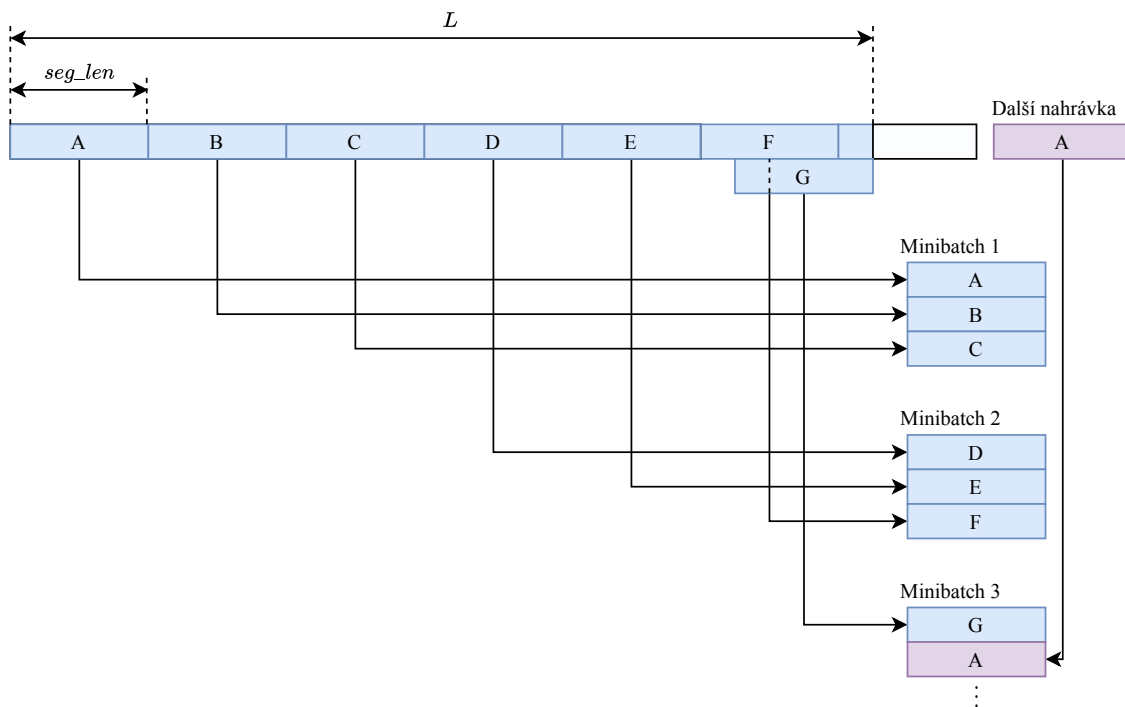 L
seg_len
Další nahrávka
A
B
C
D
E
F
A
G
Minibatch 1
A
B
C
Minibatch 2
D
E
F
Minibatch 3
G
A
⋮